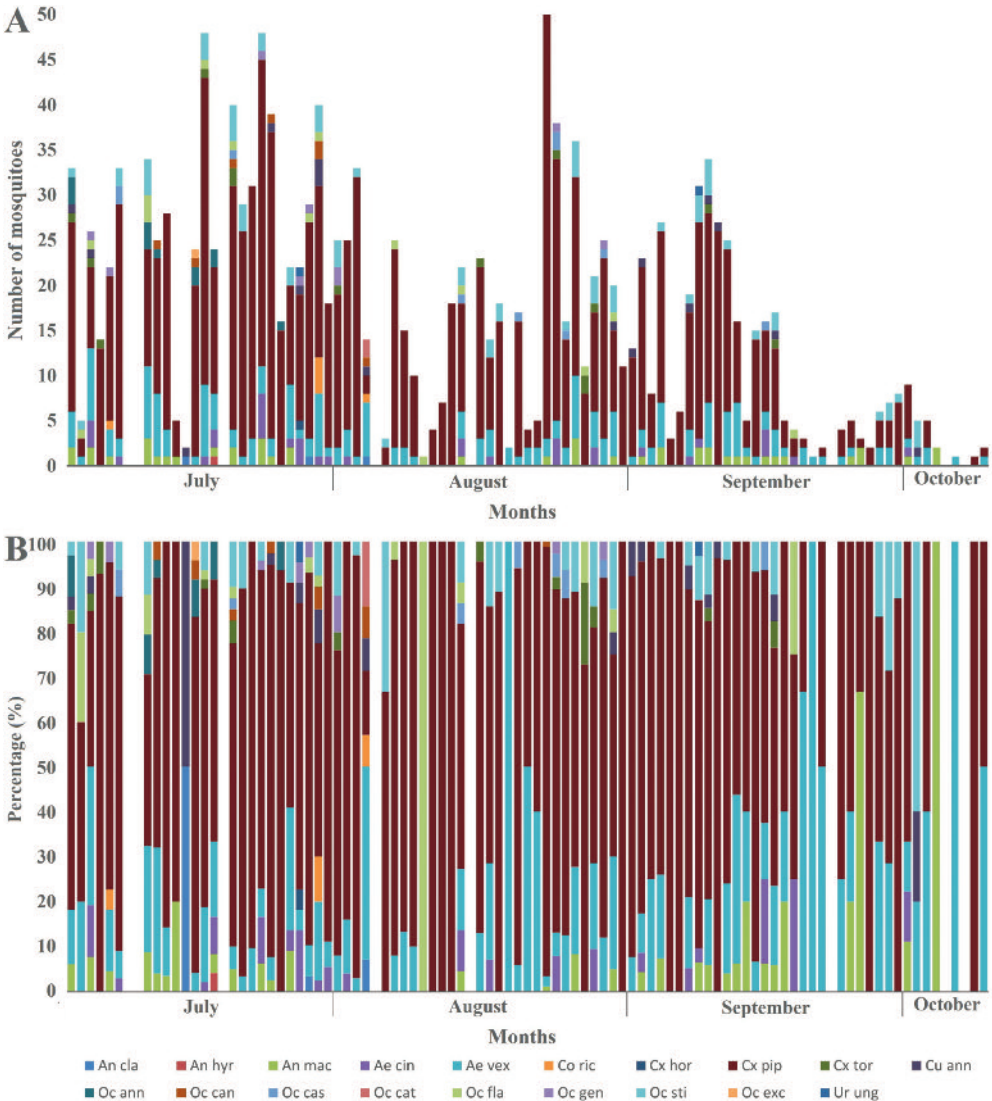 A
50
45
40
35
30
25
20
15
10
5
0
Number of mosquitoes
July August September October
Months
B
100
90
80
70
60
50
40
30
20
10
0
Percentage (%)
July August September October
Months
An cla An hyr An mac Ae cin Ae vex Co ric Cx hor Cx pip Cx tor Cu ann
Oc ann Oc can Oc cas Oc cat Oc fla Oc gen Oc sti Oc exc Ur ung